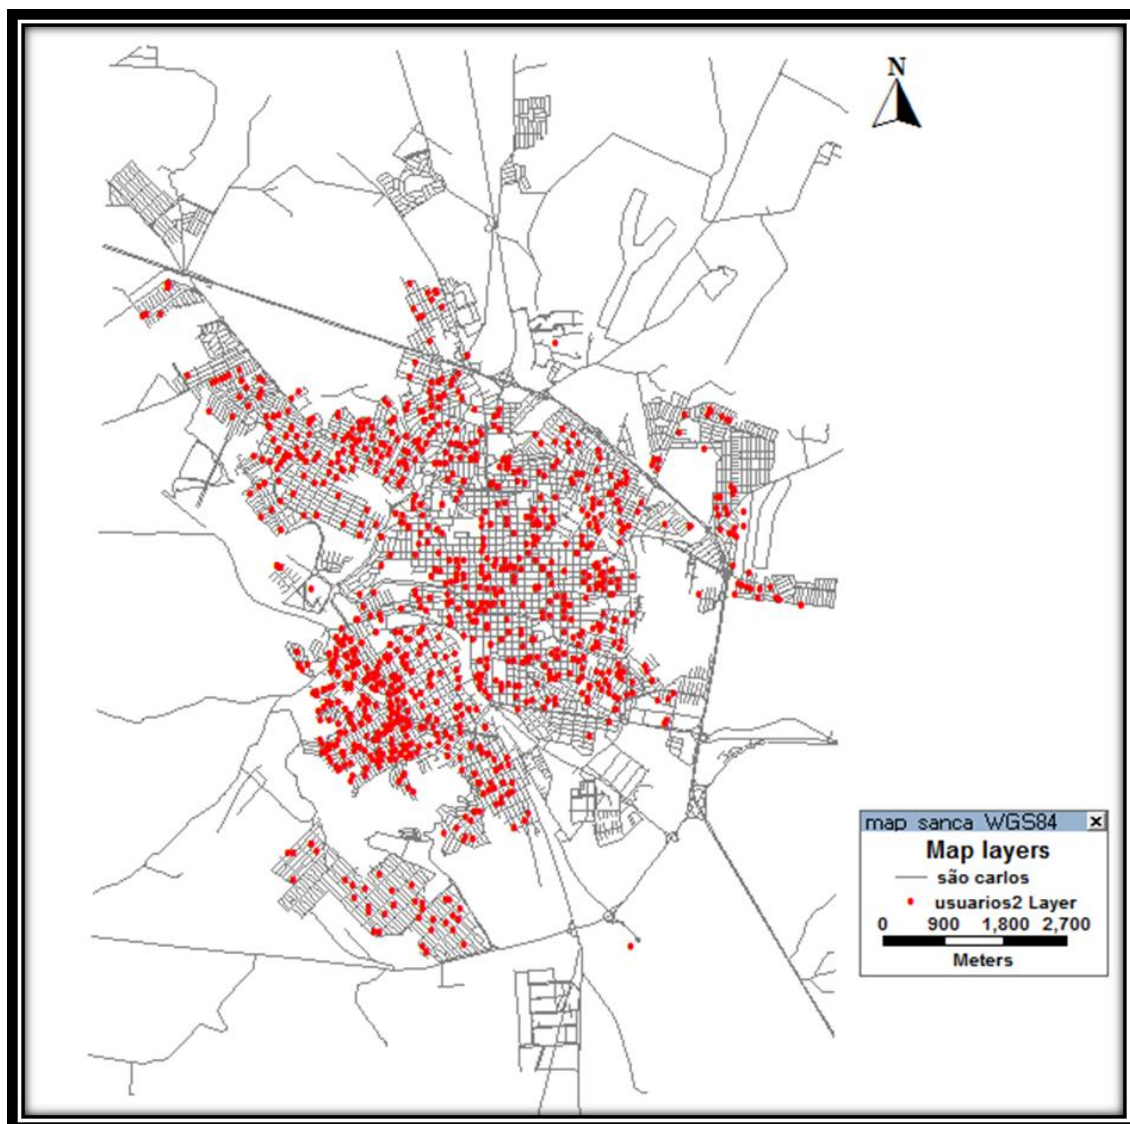 N
map sanca WGS84
Map layers
são carlos
usuarios2 Layer
0 900 1,800 2,700
Meters